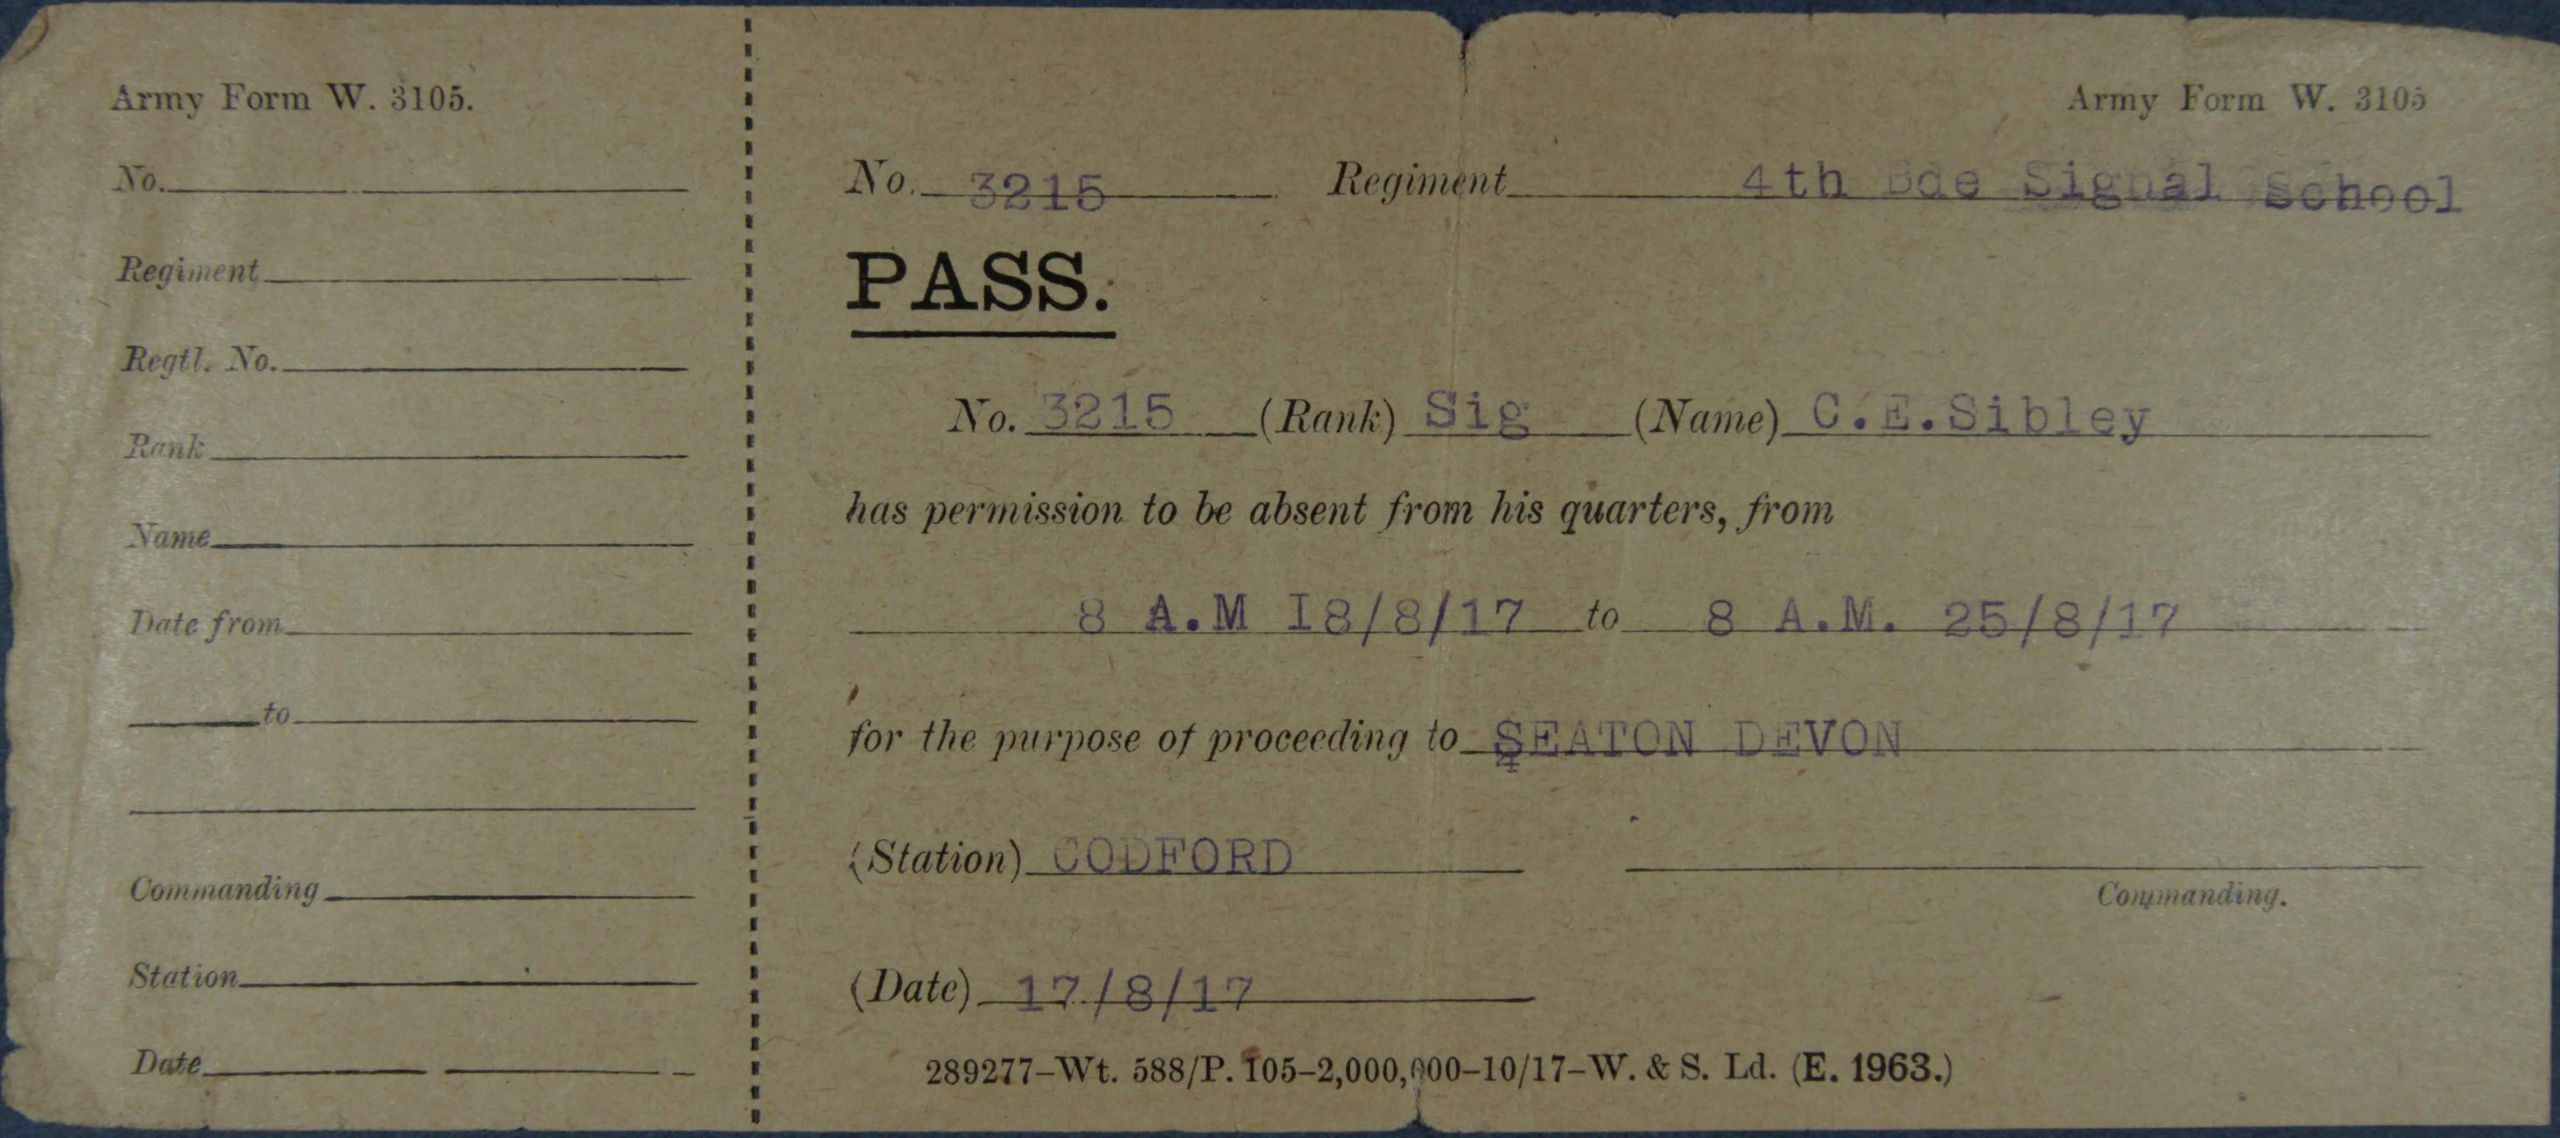 Army Form W. 3105.
No.
Regiment
Regtl. No.
Rank
Name
Date from
to
Commanding
Station
Date
Army Form W. 3105
No. 3215 Regiment 4th Bde Signal School
PASS.
No. 3215 (Rank) Sig (Name) C.E.Sibley
has permission to be absent from his quarters, from
8 A.M I8/8/17 to 8 A.M. 25/8/17
for the purpose of proceeding to SEATON DEVON
(Station) CODFORD
Commanding.
(Date) 17/8/17
289277–Wt. 588/P. 105–2,000,000–10/17–W. & S. Ld. (E. 1963.)